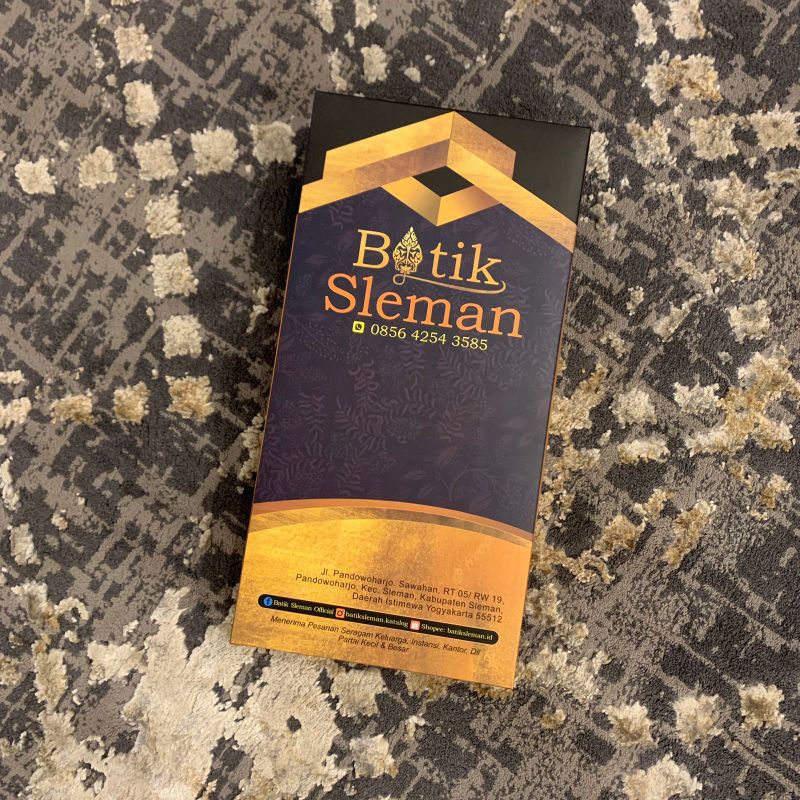 Batik
Sleman
0856 4254 3585
Jl. Pandowoharjo, Sawahan, RT 05/ RW 19,
Pandowoharjo, Kec. Sleman, Kabupaten Sleman,
Daerah Istimewa Yogyakarta 55512
Batik Sleman Official batiksleman.katalog Shopee: batiksleman.id
Menerima Pesanan Seragam Keluarga, Instansi, Kantor, Dll
Partai Kecil & Besar